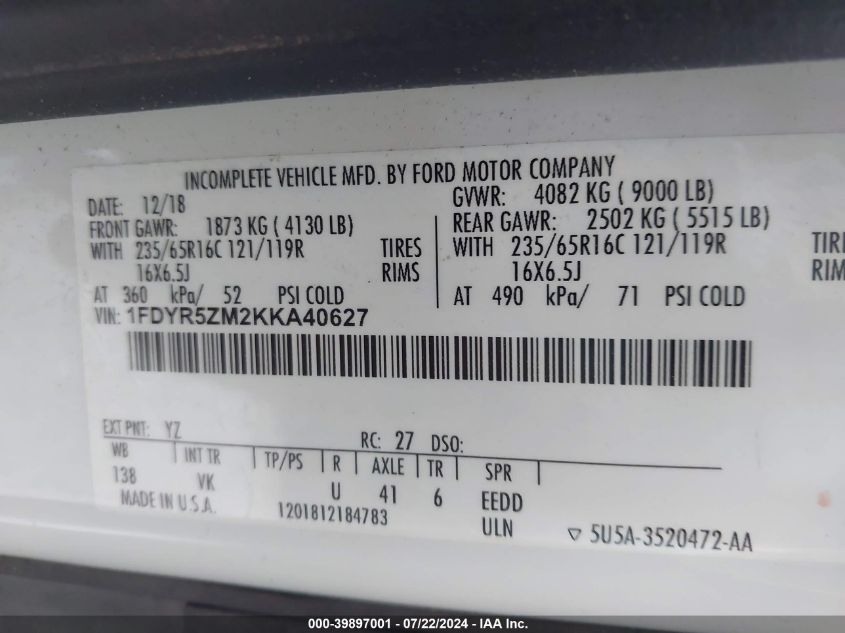 INCOMPLETE VEHICLE MFD. BY FORD MOTOR COMPANY
DATE: 12/18 GVWR: 4082 KG ( 9000 LB)
FRONT GAWR: 1873 KG ( 4130 LB) REAR GAWR: 2502 KG ( 5515 LB)
WITH 235/65R16C 121/119R TIRES WITH 235/65R16C 121/119R TIRE
16X6.5J RIMS 16X6.5J RIM
AT 360 kPa/ 52 PSI COLD AT 490 kPa/ 71 PSI COLD
VIN: 1FDYR5ZM2KKA40627
EXT PNT: YZ RC: 27 DSO:
WB INT TR TP/PS R AXLE TR SPR
138 VK U 41 6 EEDD
MADE IN U.S.A. 1201812184783 ULN ▽ 5U5A-3520472-AA
000-39897001 - 07/22/2024 - IAA Inc.